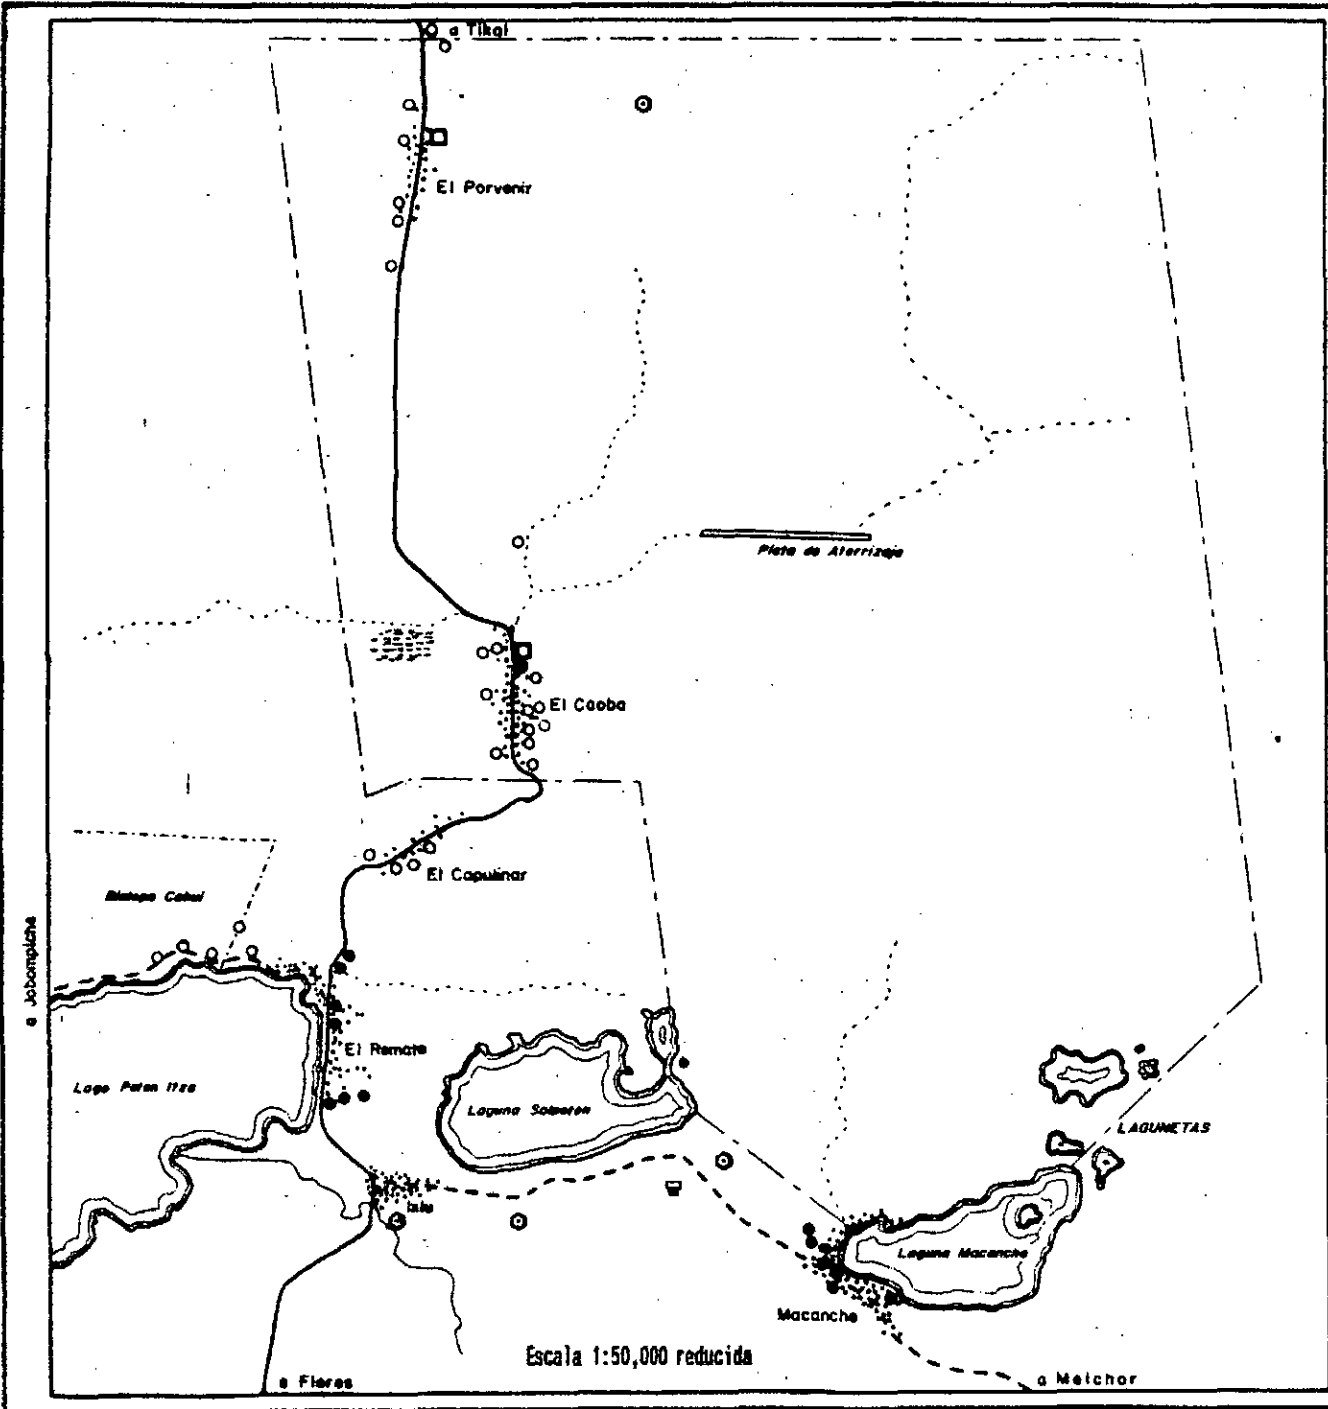 a Tikal
El Porvenir
Pista de Aterrizaje
El Caoba
El Capulinar
Biotopo Cahui
a Jobompiche
El Remate
Lago Peten Itza
Laguna Salpeten
LAGUNETAS
Ixlu
Laguna Macanche
Macanche
Escala 1:50,000 reducida
a Flores
a Melchor